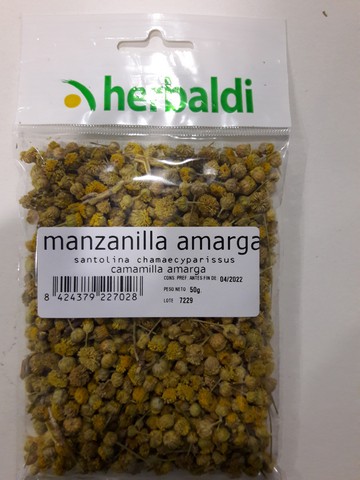 herbaldi
manzanilla amarga
santolina chamaecyparissus
camamilla amarga
CONS. PREF. ANTES FIN DE: 04/2022
PESO NETO 50g
LOTE 7229
8 424379 227028